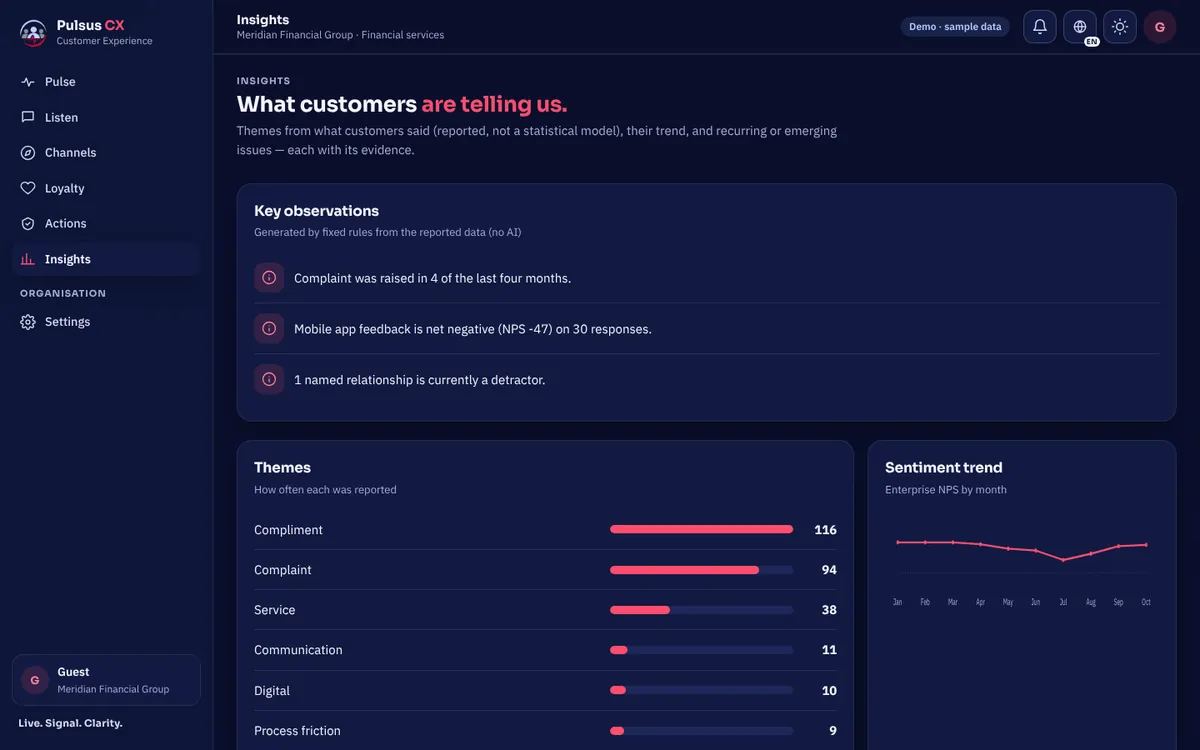 Pulsus CX
Customer Experience
Pulse
Listen
Channels
Loyalty
Actions
Insights
ORGANISATION
Settings
G
Guest
Meridian Financial Group
Live. Signal. Clarity.
Insights
Meridian Financial Group · Financial services
Demo · sample data
EN
G
INSIGHTS
What customers are telling us.
Themes from what customers said (reported, not a statistical model), their trend, and recurring or emerging
issues — each with its evidence.
Key observations
Generated by fixed rules from the reported data (no AI)
Complaint was raised in 4 of the last four months.
Mobile app feedback is net negative (NPS -47) on 30 responses.
1 named relationship is currently a detractor.
Themes
How often each was reported
Compliment 116
Complaint 94
Service 38
Communication 11
Digital 10
Process friction 9
Sentiment trend
Enterprise NPS by month
Jan Feb Mar Apr May Jun Jul Aug Sep Oct